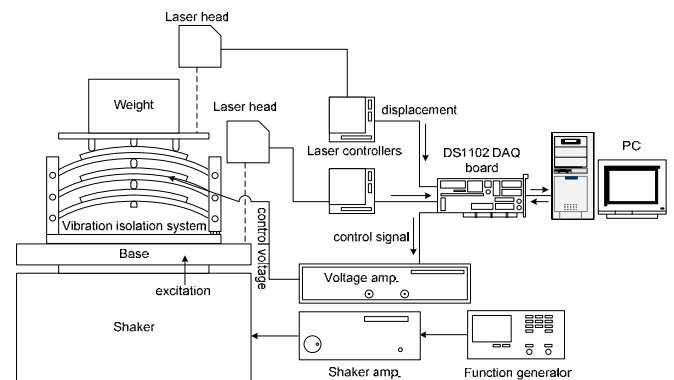 Laser head
Weight
Laser head
displacement
Laser controllers
DS1102 DAQ
board
PC
Vibration isolation system
control voltage
control signal
Base
excitation
Voltage amp.
Shaker
Shaker amp.
Function generator